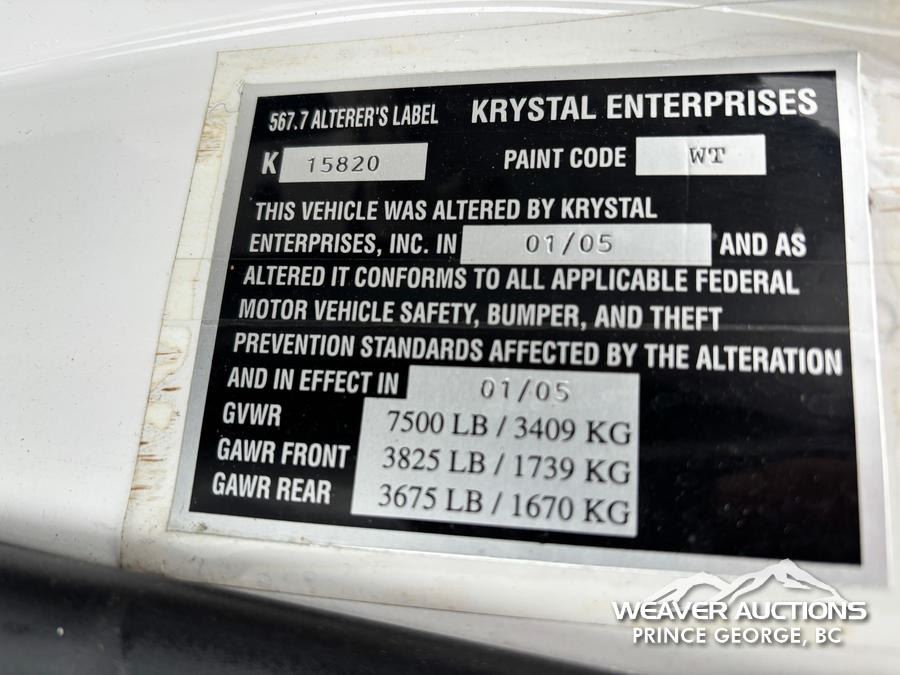 567.7 ALTERER'S LABEL KRYSTAL ENTERPRISES
K 15820 PAINT CODE WT
THIS VEHICLE WAS ALTERED BY KRYSTAL
ENTERPRISES, INC. IN 01/05 AND AS
ALTERED IT CONFORMS TO ALL APPLICABLE FEDERAL
MOTOR VEHICLE SAFETY, BUMPER, AND THEFT
PREVENTION STANDARDS AFFECTED BY THE ALTERATION
AND IN EFFECT IN 01/05
GVWR 7500 LB / 3409 KG
GAWR FRONT 3825 LB / 1739 KG
GAWR REAR 3675 LB / 1670 KG
WEAVER AUCTIONS
PRINCE GEORGE, BC